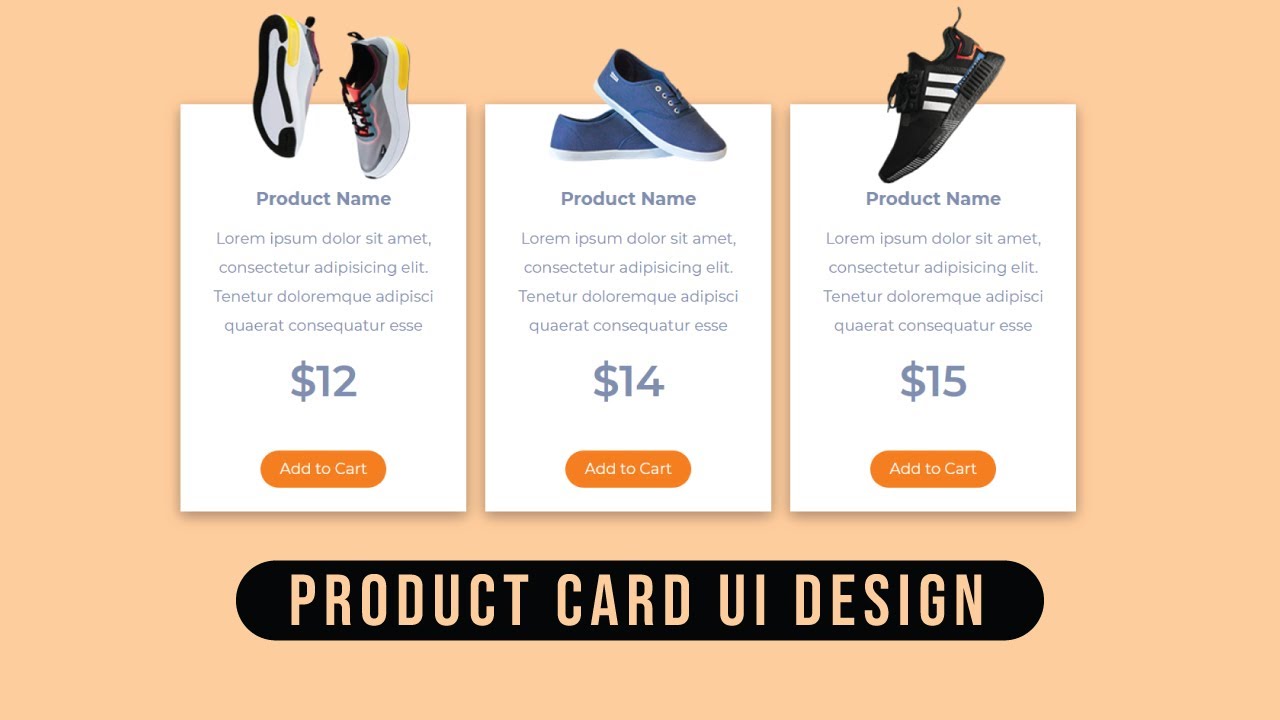 Product Name
Lorem ipsum dolor sit amet,
consectetur adipisicing elit.
Tenetur doloremque adipisci
quaerat consequatur esse
$12
Add to Cart
Product Name
Lorem ipsum dolor sit amet,
consectetur adipisicing elit.
Tenetur doloremque adipisci
quaerat consequatur esse
$14
Add to Cart
Product Name
Lorem ipsum dolor sit amet,
consectetur adipisicing elit.
Tenetur doloremque adipisci
quaerat consequatur esse
$15
Add to Cart
PRODUCT CARD UI DESIGN